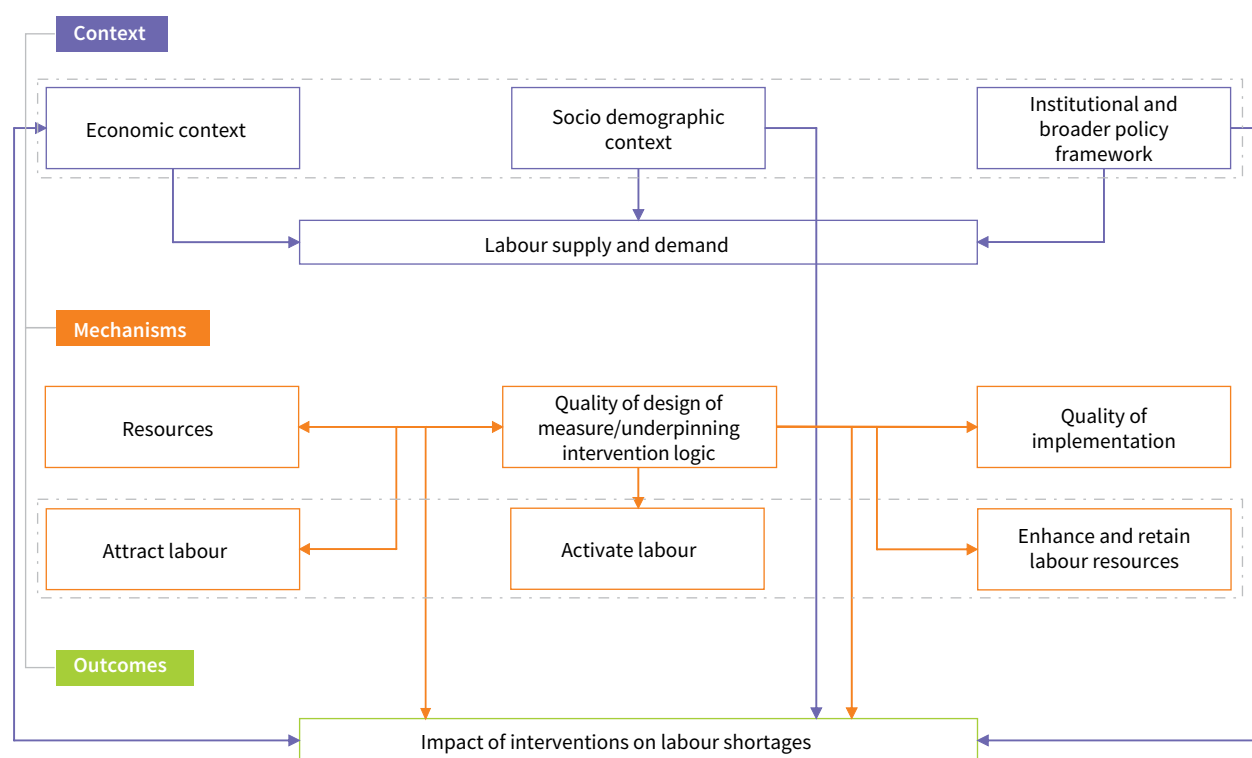 Context
Economic context
Socio demographic
context
Institutional and
broader policy
framework
Labour supply and demand
Mechanisms
Resources
Quality of design of
measure/underpinning
intervention logic
Quality of
implementation
Attract labour
Activate labour
Enhance and retain
labour resources
Outcomes
Impact of interventions on labour shortages